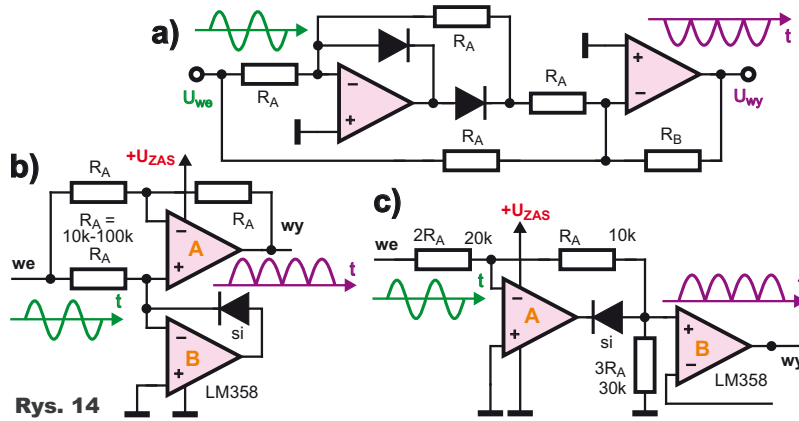 a)
R_A
R_A
U_we
−
+
R_A
R_A
+
−
R_B
U_wy
t
b)
R_A
+U_ZAS
R_A =
10k-100k
R_A
R_A
we
wy
−
A
+
t
t
−
B
+
si
LM358
Rys. 14
c)
+U_ZAS
we
2R_A
20k
R_A
10k
t
−
A
+
si
3R_A
30k
+
B
−
LM358
wy